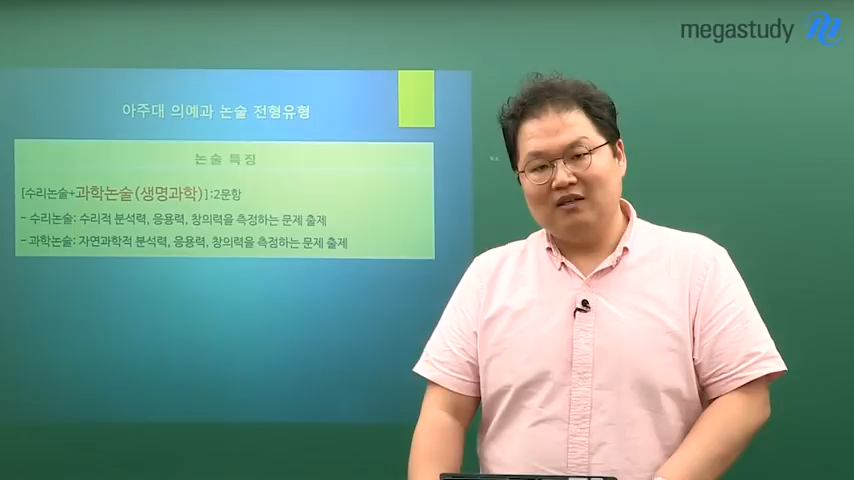 megastudy
아주대 의예과 논술 전형유형
논술 특징
[수리논술+과학논술(생명과학)]:2문항
- 수리논술: 수리적 분석력, 응용력, 창의력을 측정하는 문제 출제
- 과학논술: 자연과학적 분석력, 응용력, 창의력을 측정하는 문제 출제